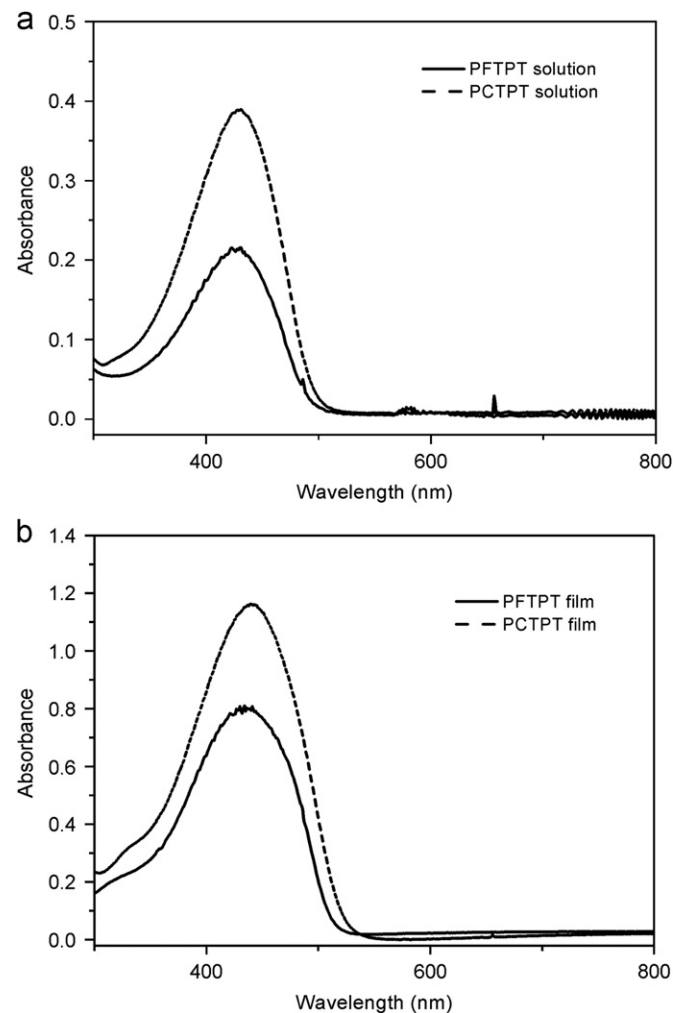 a
0.5
0.4
0.3
0.2
0.1
0.0
Absorbance
PFTPT solution
PCTPT solution
400
600
800
Wavelength (nm)
b
1.4
1.2
1.0
0.8
0.6
0.4
0.2
0.0
Absorbance
PFTPT film
PCTPT film
400
600
800
Wavelength (nm)